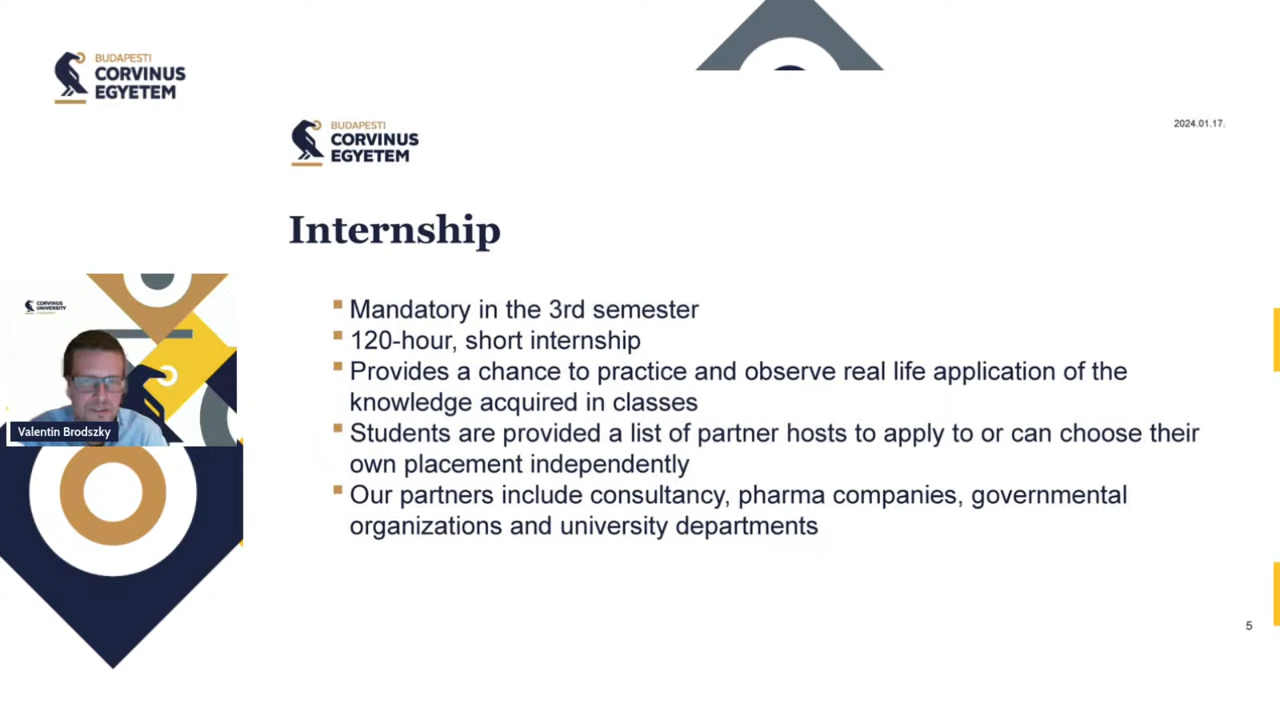 BUDAPESTI
CORVINUS
EGYETEM
2024.01.17.
BUDAPESTI
CORVINUS
EGYETEM
Internship
Mandatory in the 3rd semester
120-hour, short internship
Provides a chance to practice and observe real life application of the
knowledge acquired in classes
Students are provided a list of partner hosts to apply to or can choose their
own placement independently
Our partners include consultancy, pharma companies, governmental
organizations and university departments
CORVINUS
UNIVERSITY
Valentin Brodszky
5